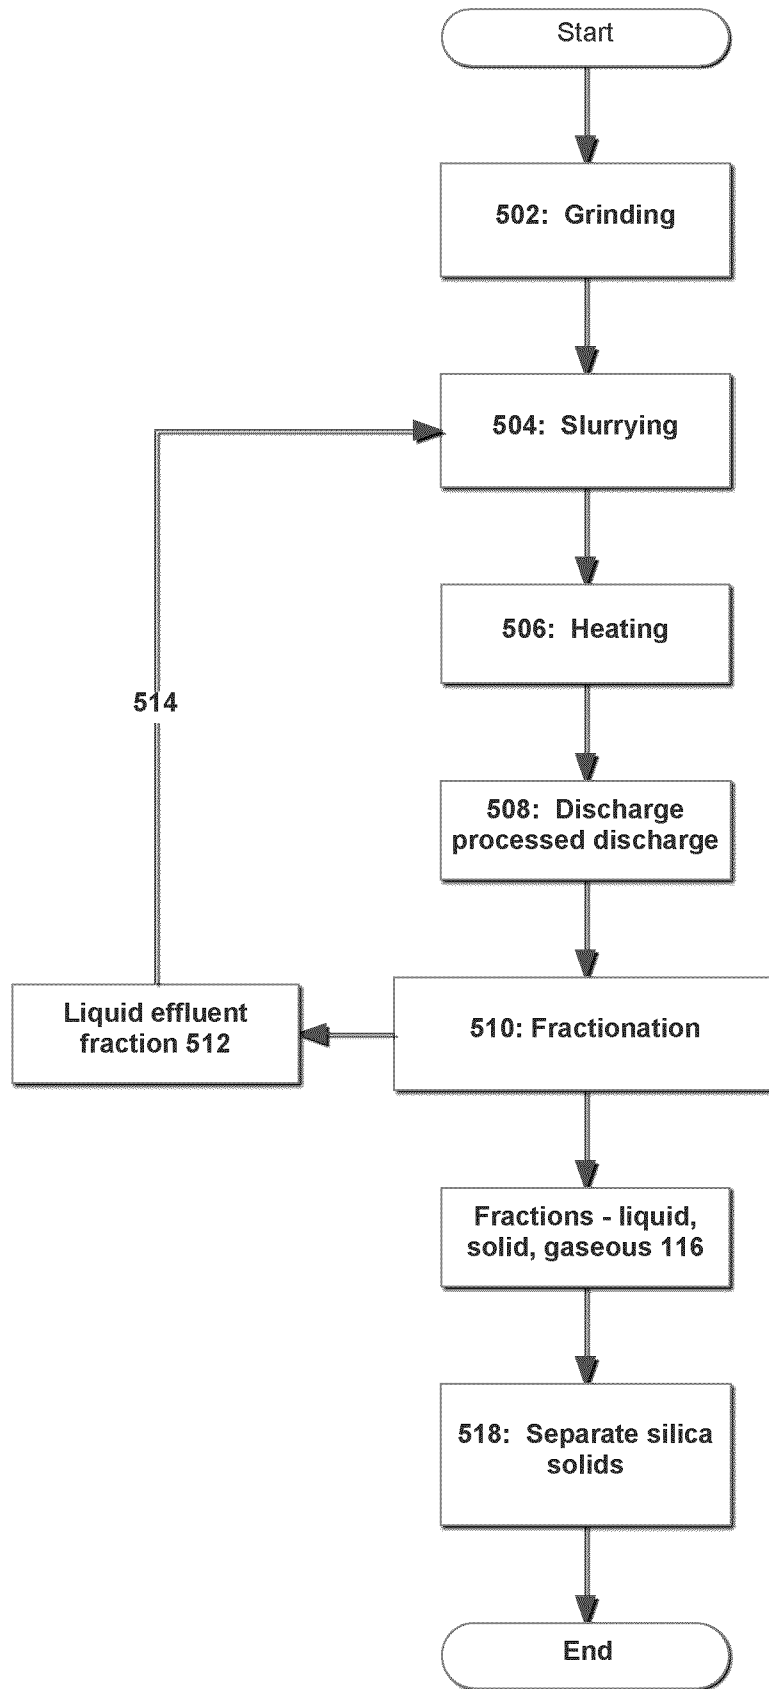 Start
502: Grinding
504: Slurrying
506: Heating
514
508: Discharge
processed discharge
Liquid effluent
fraction 512
510: Fractionation
Fractions - liquid,
solid, gaseous 116
518: Separate silica
solids
End